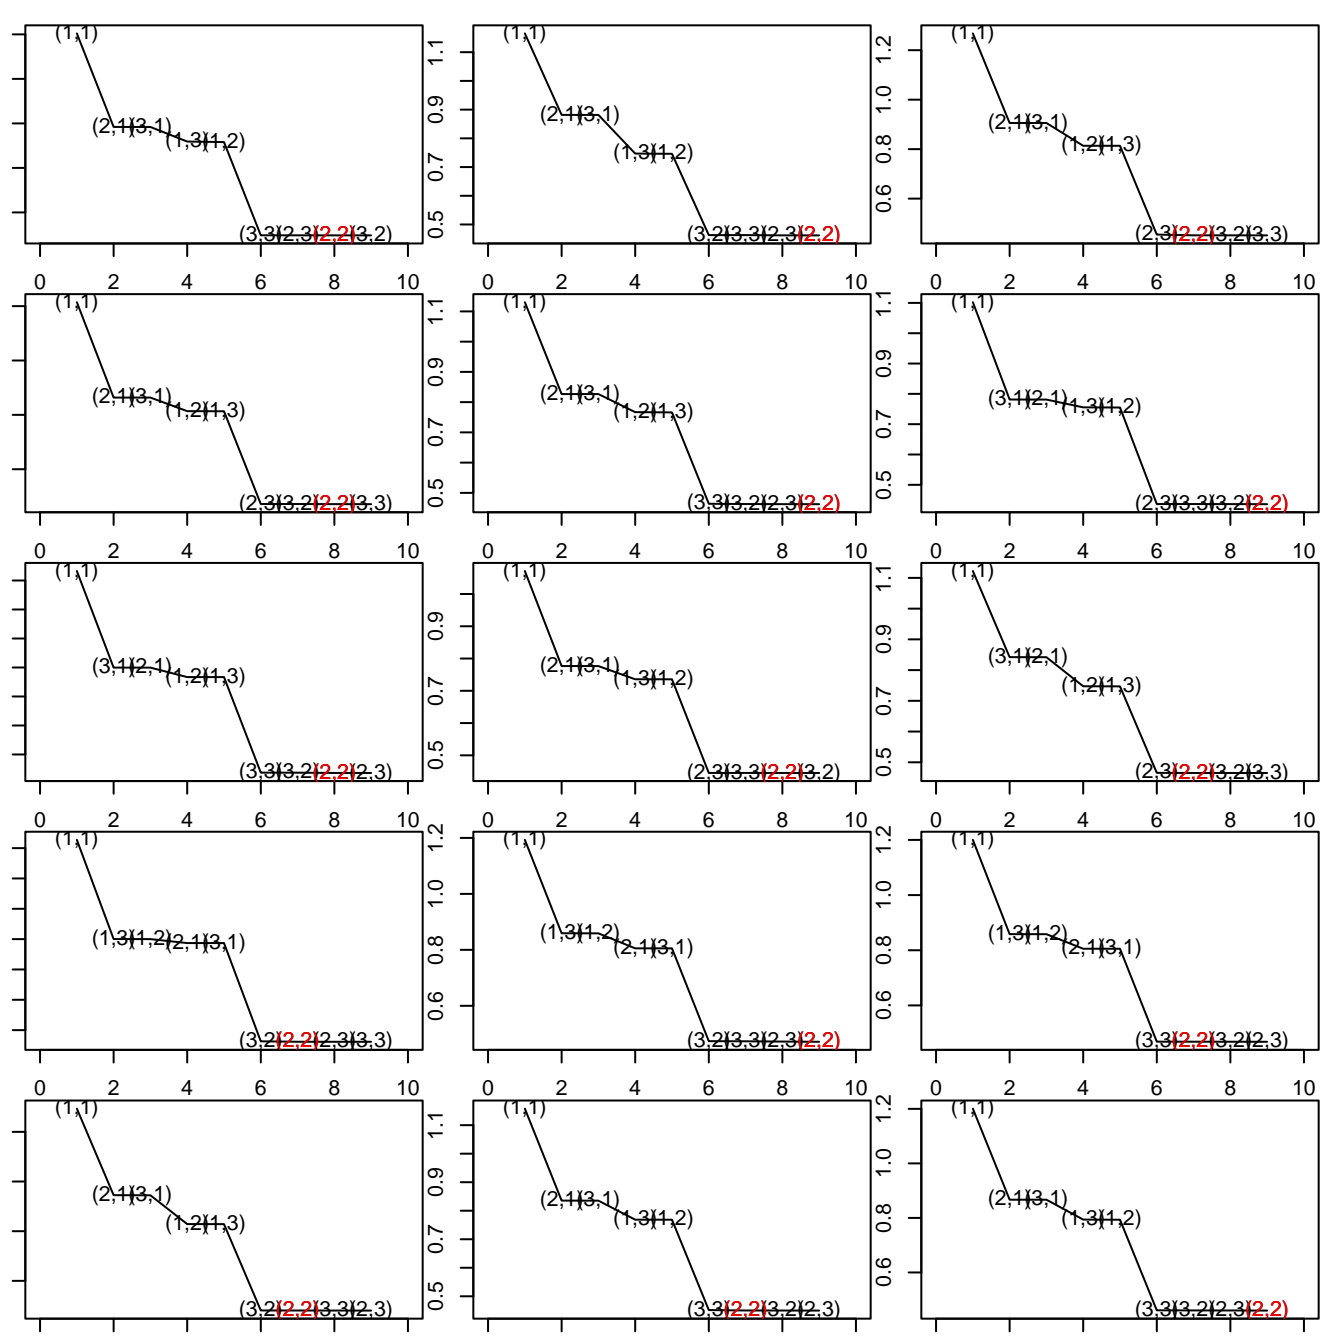 (1,1) (2,1) (3,1) (1,3) (1,2) (3,3) (2,3) (2,2) (3,2)
1.1 0.9 0.7 0.5 (1,1) (2,1) (3,1) (1,3) (1,2) (3,2) (3,3) (2,3) (2,2)
1.2 1.0 0.8 0.6 (1,1) (2,1) (3,1) (1,2) (1,3) (2,3) (2,2) (3,2) (3,3)
0 2 4 6 8 10 0 2 4 6 8 10 0 2 4 6 8 10
(1,1) (2,1) (3,1) (1,2) (1,3) (2,3) (3,2) (2,2) (3,3)
1.1 0.9 0.7 0.5 (1,1) (2,1) (3,1) (1,2) (1,3) (3,3) (3,2) (2,3) (2,2)
1.1 0.9 0.7 0.5 (1,1) (3,1) (2,1) (1,3) (1,2) (2,3) (3,3) (3,2) (2,2)
0 2 4 6 8 10 0 2 4 6 8 10 0 2 4 6 8 10
(1,1) (3,1) (2,1) (1,2) (1,3) (3,3) (3,2) (2,2) (2,3)
0.9 0.7 0.5 (1,1) (2,1) (3,1) (1,3) (1,2) (2,3) (3,3) (2,2) (3,2)
1.1 0.9 0.7 0.5 (1,1) (3,1) (2,1) (1,2) (1,3) (2,3) (2,2) (3,2) (3,3)
0 2 4 6 8 10 0 2 4 6 8 10 0 2 4 6 8 10
(1,1) (1,3) (1,2) (2,1) (3,1) (3,2) (2,2) (2,3) (3,3)
1.2 1.0 0.8 0.6 (1,1) (1,3) (1,2) (2,1) (3,1) (3,2) (3,3) (2,3) (2,2)
1.2 1.0 0.8 0.6 (1,1) (1,3) (1,2) (2,1) (3,1) (3,3) (2,2) (3,2) (2,3)
0 2 4 6 8 10 0 2 4 6 8 10 0 2 4 6 8 10
(1,1) (2,1) (3,1) (1,2) (1,3) (3,2) (2,2) (3,3) (2,3)
1.1 0.9 0.7 0.5 (1,1) (2,1) (3,1) (1,3) (1,2) (3,3) (2,2) (3,2) (2,3)
1.2 1.0 0.8 0.6 (1,1) (2,1) (3,1) (1,3) (1,2) (3,3) (3,2) (2,3) (2,2)